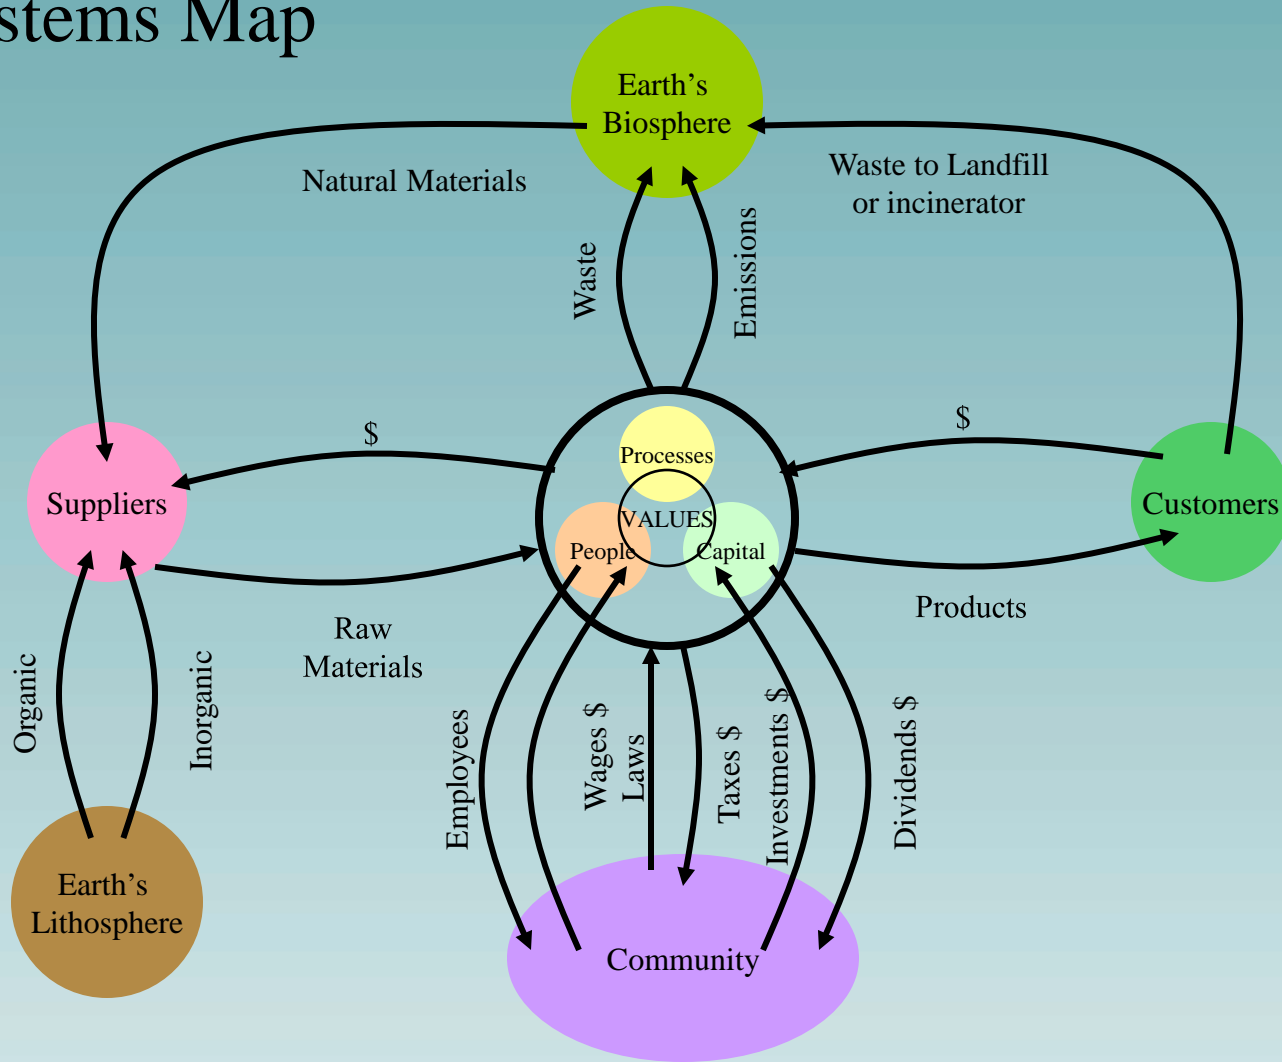 stems Map
Earth's
Biosphere
Natural Materials
Waste to Landfill
or incinerator
Waste
Emissions
$
$
Processes
Suppliers
VALUES
Customers
People
Capital
Raw
Materials
Products
Organic
Inorganic
Employees
Wages $
Laws
Taxes $
Investments $
Dividends $
Earth's
Lithosphere
Community